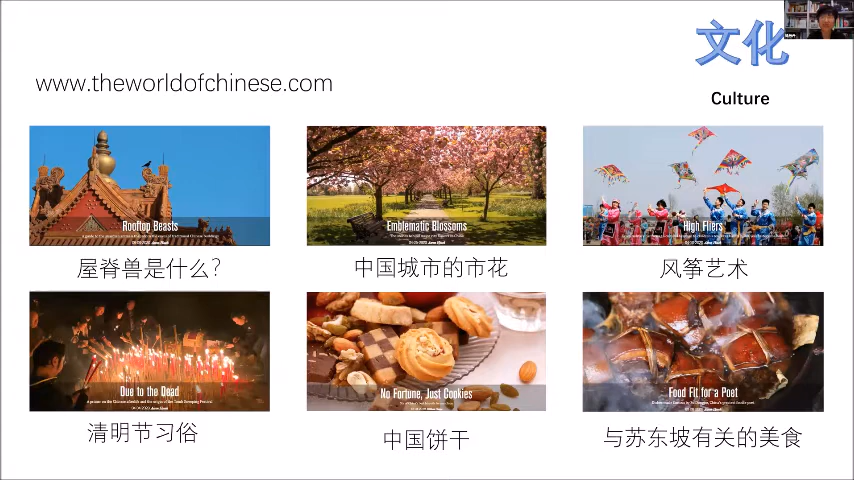 文化
www.theworldofchinese.com
Culture
Rooftop Beasts
Emblematic Blossoms
High Fliers
屋脊兽是什么?
中国城市的市花
风筝艺术
Due to the Dead
No Fortune, Just Cookies
Food Fit for a Poet
清明节习俗
中国饼干
与苏东坡有关的美食